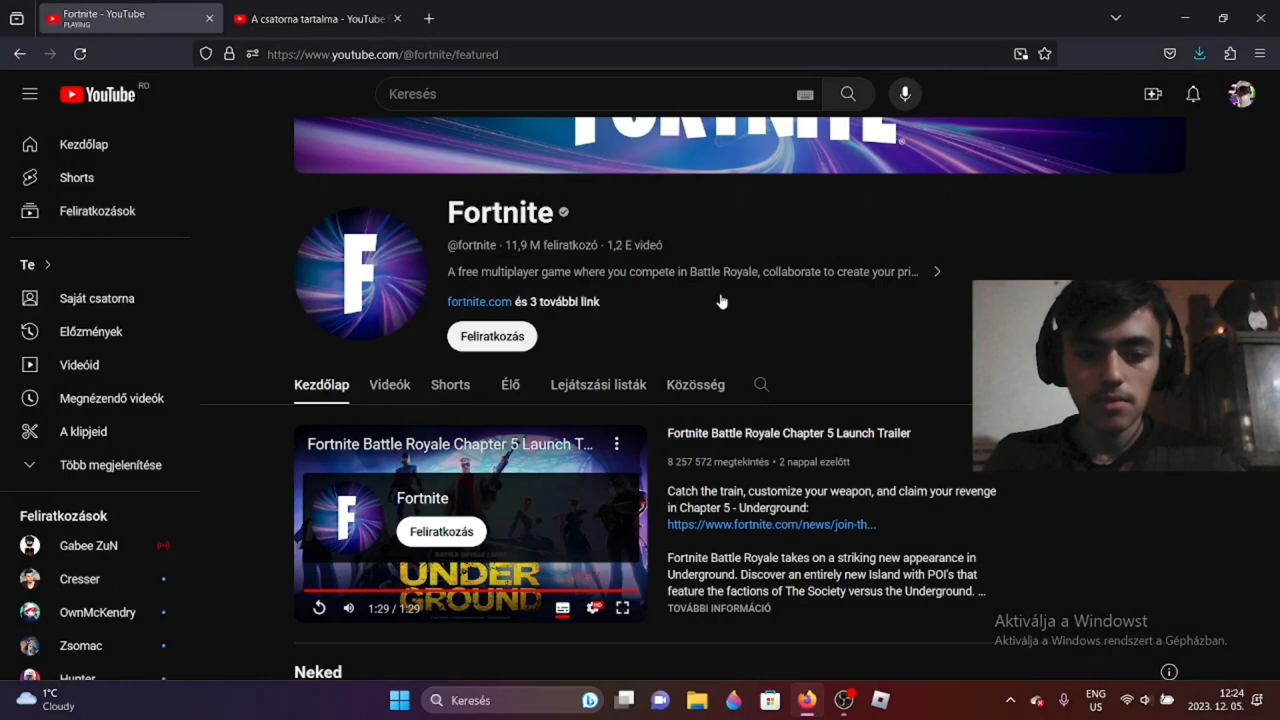 Fortnite - YouTube
PLAYING
A csatorna tartalma - YouTube
https://www.youtube.com/@fortnite/featured
YouTube RO
Keresés
FORTNITE
Kezdőlap
Shorts
Feliratkozások
Te
Saját csatorna
Előzmények
Videóid
Megnézendő videók
A klipjeid
Több megjelenítése
Feliratkozások
Gabee ZuN
Cresser
OwnMcKendry
Zsomac
Hunter
Fortnite
@fortnite · 11,9 M feliratkozó · 1,2 E videó
A free multiplayer game where you compete in Battle Royale, collaborate to create your pri...
fortnite.com és 3 további link
Feliratkozás
Kezdőlap Videók Shorts Élő Lejátszási listák Közösség
Fortnite Battle Royale Chapter 5 Launch T...
Fortnite
Feliratkozás
UNDER
GROUND
1:29 / 1:29
Fortnite Battle Royale Chapter 5 Launch Trailer
8 257 572 megtekintés • 2 nappal ezelőtt
Catch the train, customize your weapon, and claim your revenge
in Chapter 5 - Underground:
https://www.fortnite.com/news/join-th...
Fortnite Battle Royale takes on a striking new appearance in
Underground. Discover an entirely new Island with POI's that
feature the factions of The Society versus the Underground. ...
TOVÁBBI INFORMÁCIÓ
Neked
Aktiválja a Windowst
Aktiválja a Windows rendszert a Gépházban.
1°C
Cloudy
Keresés
ENG
US
12:24
2023. 12. 05.